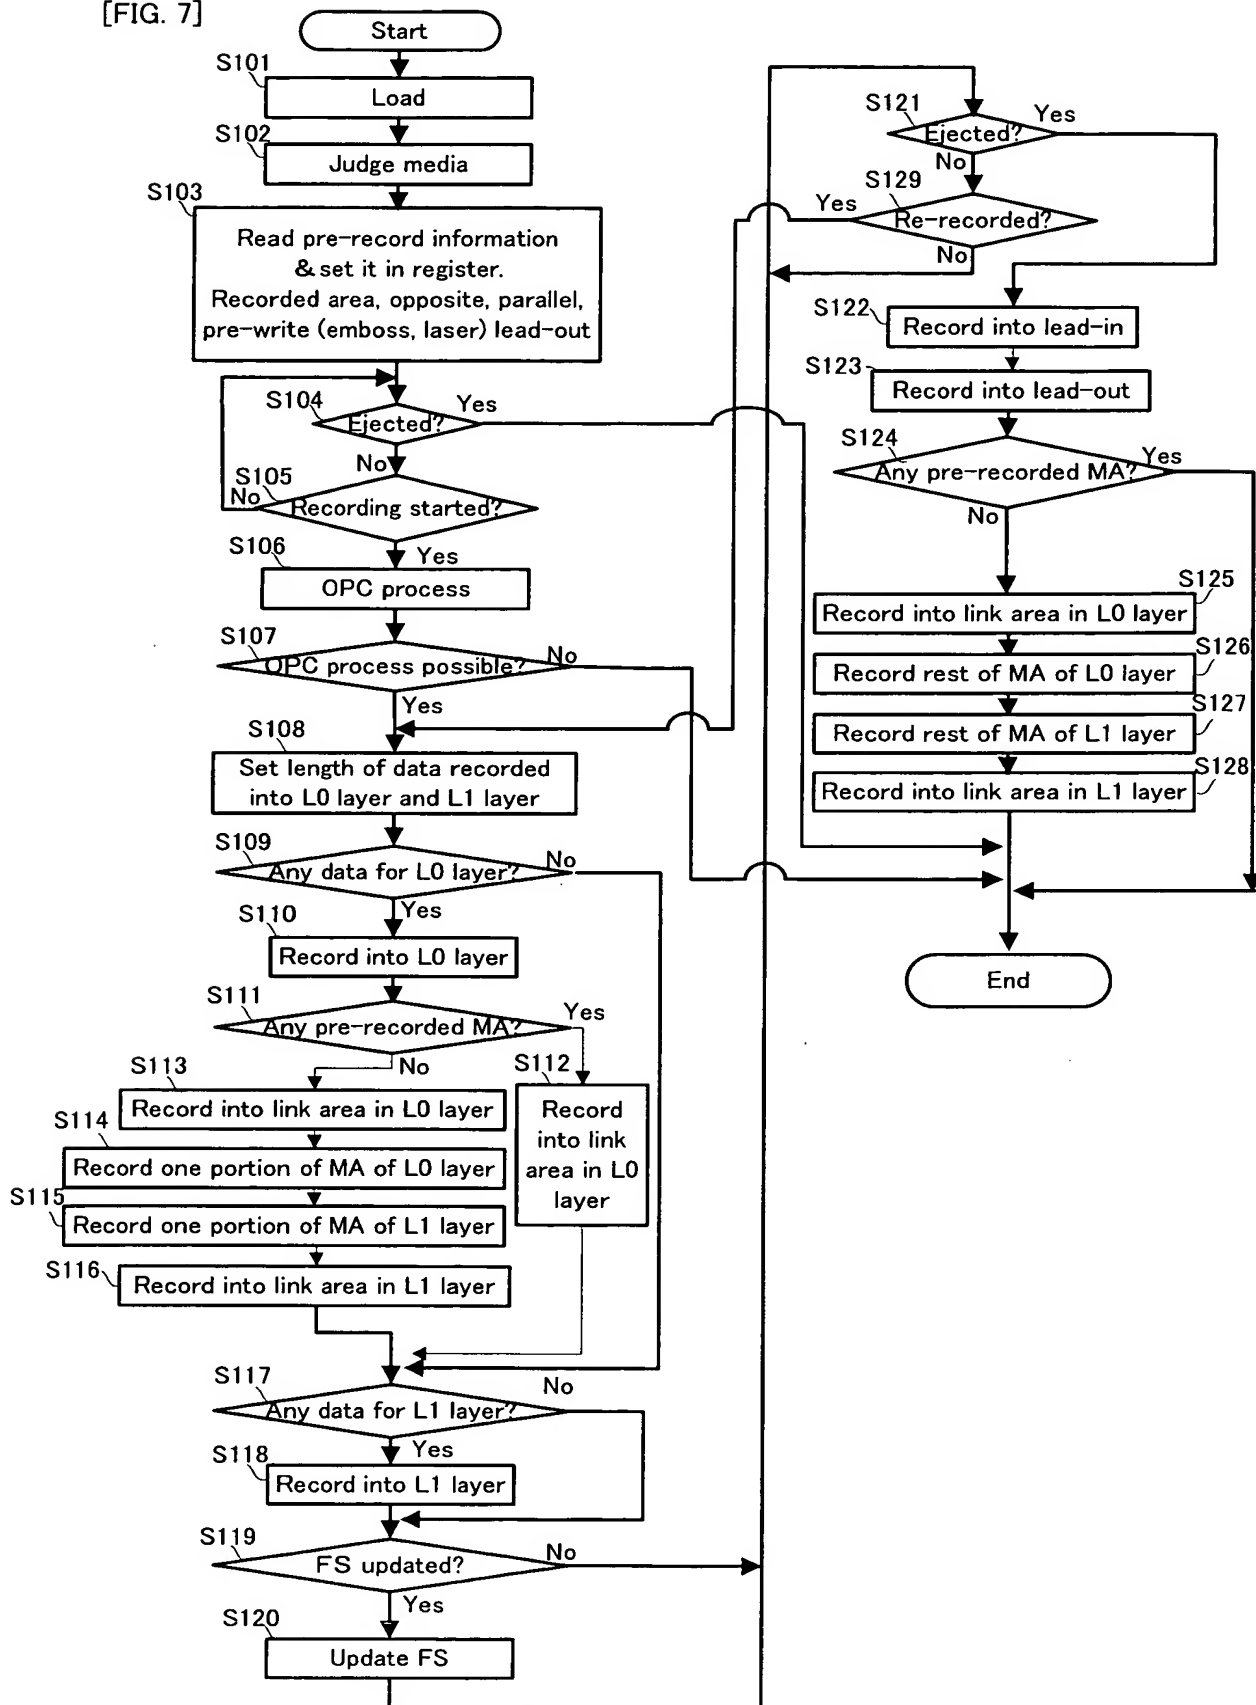 [FIG. 7]
Start
S101
Load
S102
Judge media
S103
Read pre-record information
& set it in register.
Recorded area, opposite, parallel,
pre-write (emboss, laser) lead-out
S104
Ejected?
Yes
No
S105
No
Recording started?
Yes
S106
OPC process
S107
OPC process possible?
No
Yes
S108
Set length of data recorded
into L0 layer and L1 layer
S109
Any data for L0 layer?
No
Yes
S110
Record into L0 layer
S111
Any pre-recorded MA?
Yes
No
S112
Record
into link
area in L0
layer
S113
Record into link area in L0 layer
S114
Record one portion of MA of L0 layer
S115
Record one portion of MA of L1 layer
S116
Record into link area in L1 layer
S117
No
Any data for L1 layer?
Yes
S118
Record into L1 layer
S119
FS updated?
No
Yes
S120
Update FS
S121
Yes
Ejected?
No
S129
Yes
Re-recorded?
No
S122
Record into lead-in
S123
Record into lead-out
S124
Any pre-recorded MA?
Yes
No
S125
Record into link area in L0 layer
S126
Record rest of MA of L0 layer
S127
Record rest of MA of L1 layer
S128
Record into link area in L1 layer
End